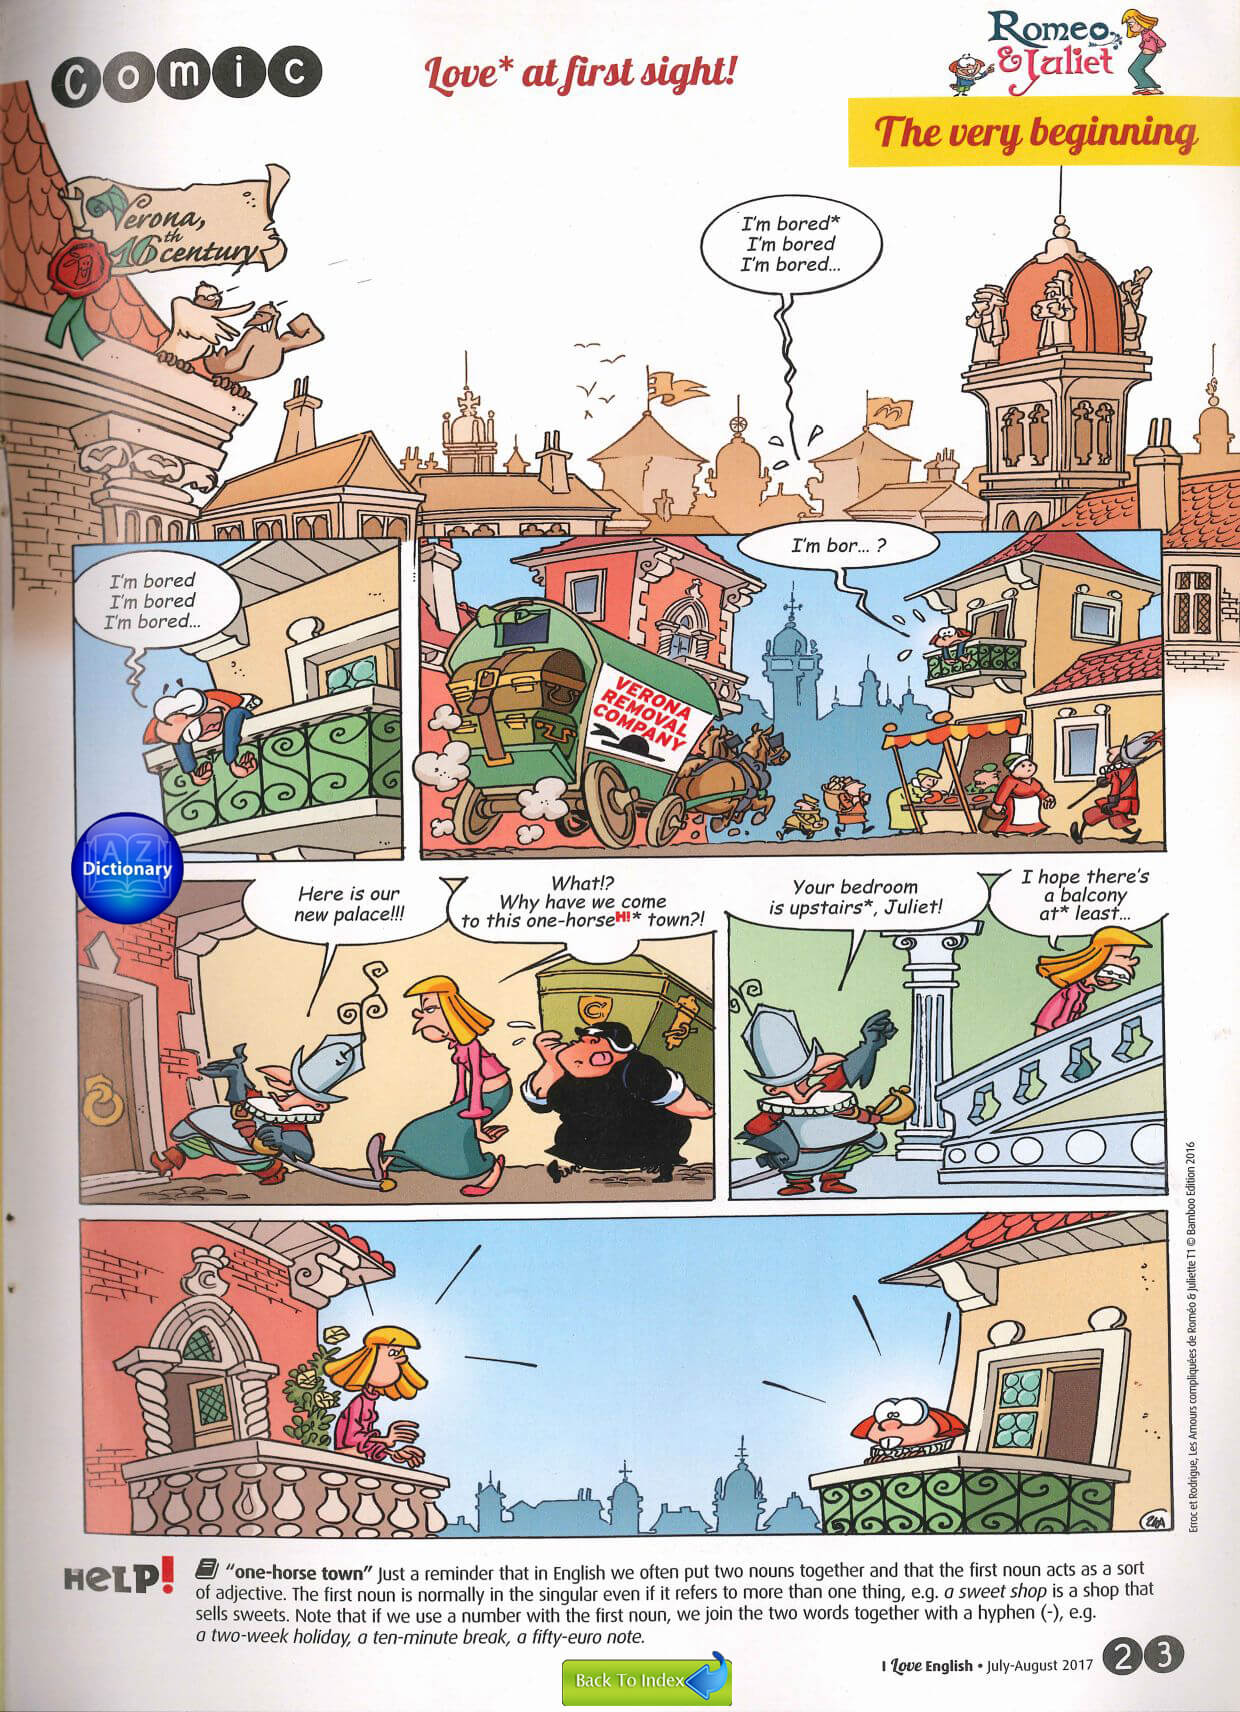 Comic
Love* at first sight!
Romeo
& Juliet
The very beginning
Verona,
16th century
I'm bored*
I'm bored
I'm bored...
I'm bored
I'm bored
I'm bored...
I'm bor... ?
VERONA
REMOVAL
COMPANY
A Z
Dictionary
Here is our
new palace!!!
What!?
Why have we come
to this one-horseHI!* town?!
C
Your bedroom
is upstairs*, Juliet!
I hope there's
a balcony
at* least...
24A
Erroc et Rodrigue, Les Amours compliquées de Roméo & Juliette T1 © Bamboo Edition 2016
HELP!
"one-horse town" Just a reminder that in English we often put two nouns together and that the first noun acts as a sort
of adjective. The first noun is normally in the singular even if it refers to more than one thing, e.g. a sweet shop is a shop that
sells sweets. Note that if we use a number with the first noun, we join the two words together with a hyphen (-), e.g.
a two-week holiday, a ten-minute break, a fifty-euro note.
I Love English • July-August 2017 23
Back To Index